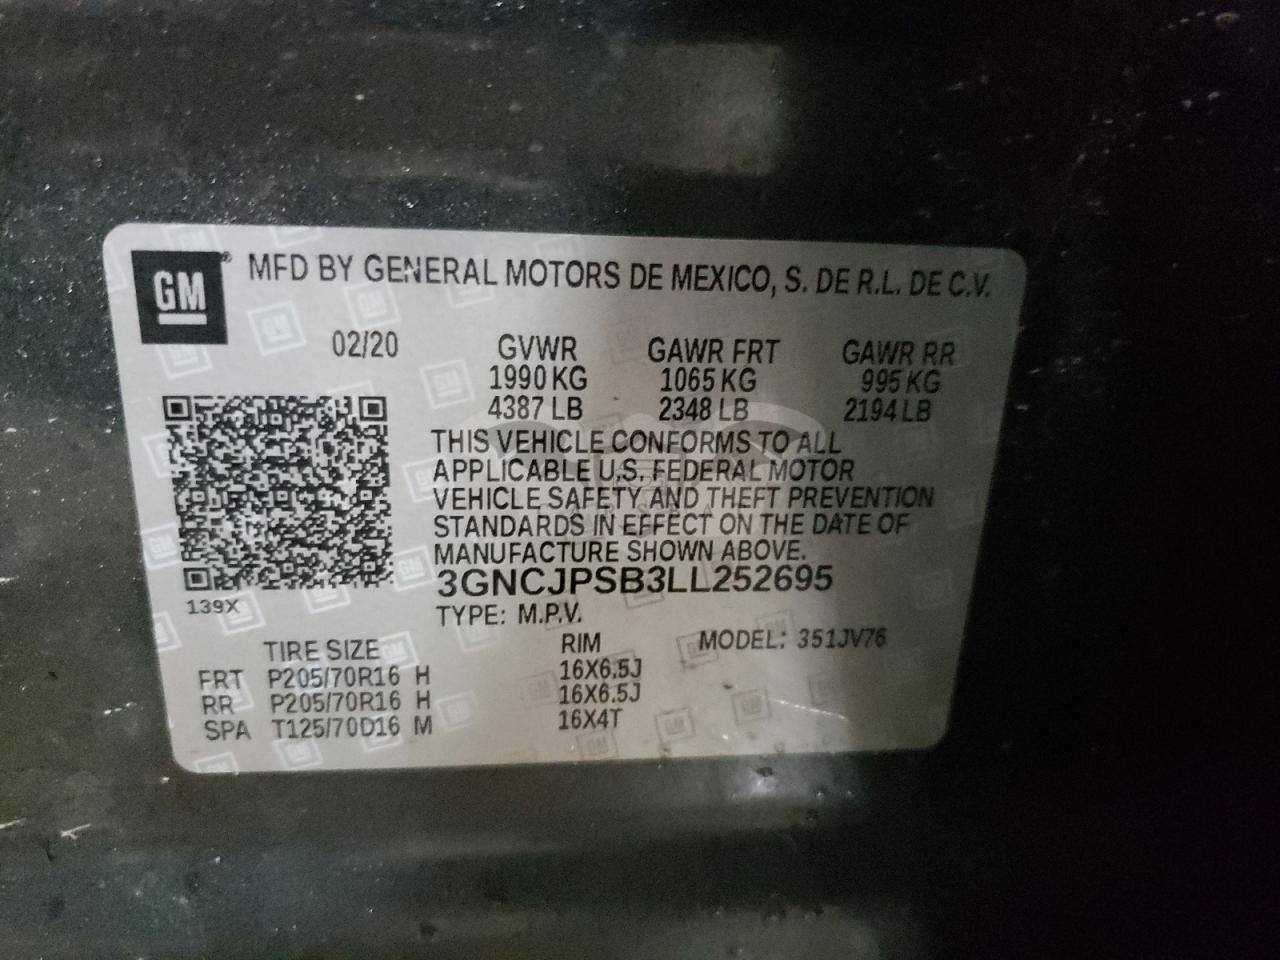 GM® MFD BY GENERAL MOTORS DE MEXICO, S. DE R.L. DE C.V.
02/20 GVWR GAWR FRT GAWR RR
1990 KG 1065 KG 995 KG
4387 LB 2348 LB 2194 LB
THIS VEHICLE CONFORMS TO ALL
APPLICABLE U.S. FEDERAL MOTOR
VEHICLE SAFETY AND THEFT PREVENTION
STANDARDS IN EFFECT ON THE DATE OF
MANUFACTURE SHOWN ABOVE.
3GNCJPSB3LL252695
139X
TYPE: M.P.V.
TIRE SIZE RIM MODEL: 351JV76
FRT P205/70R16 H 16X6.5J
RR P205/70R16 H 16X6.5J
SPA T125/70D16 M 16X4T